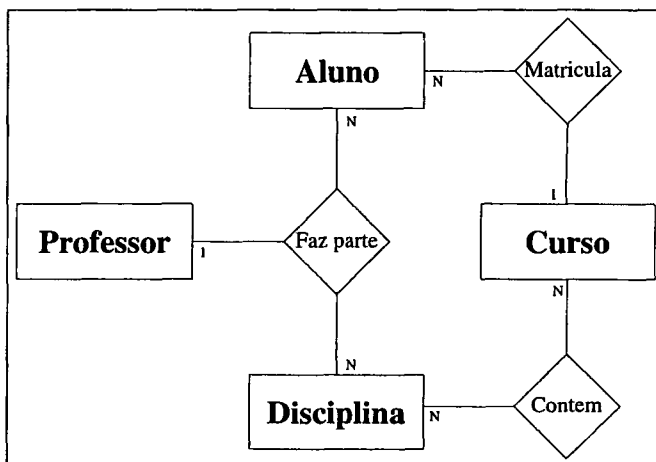 Aluno
N
N
Matricula
1
Professor
1
Faz parte
Curso
N
N
Disciplina
N
Contem